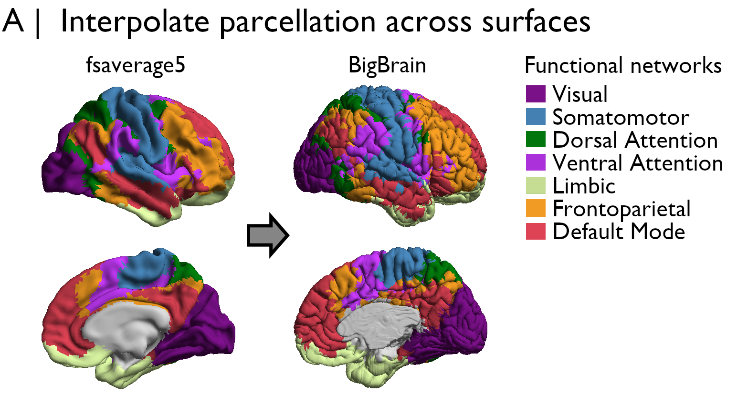 A | Interpolate parcellation across surfaces
fsaverage5
BigBrain
Functional networks
Visual
Somatomotor
Dorsal Attention
Ventral Attention
Limbic
Frontoparietal
Default Mode